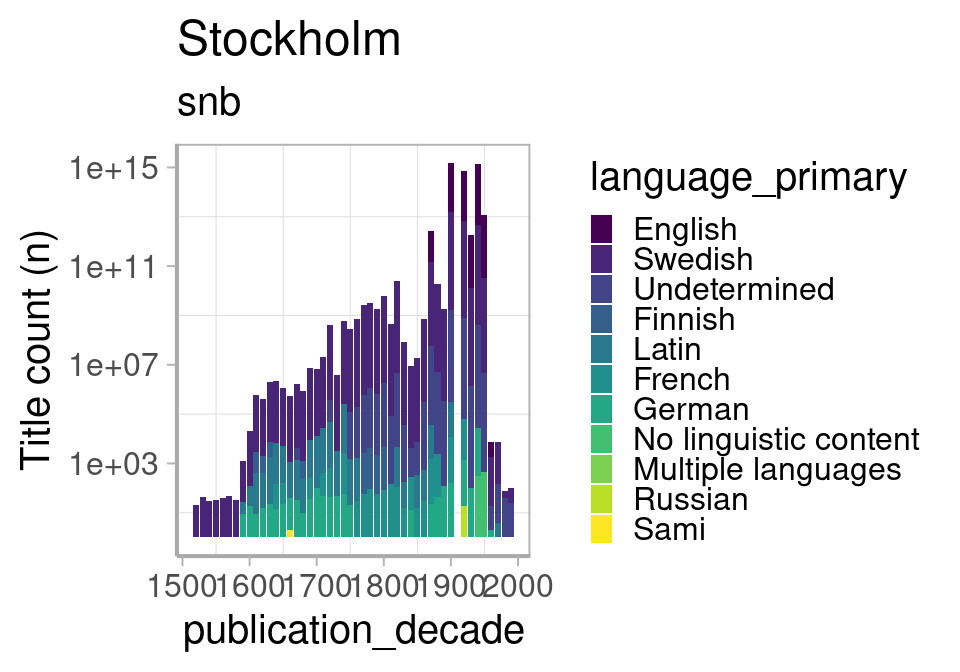 Stockholm
snb
1e+15
1e+11
1e+07
1e+03
Title count (n)
1500 1600 1700 1800 1900 2000
publication_decade
language_primary
English
Swedish
Undetermined
Finnish
Latin
French
German
No linguistic content
Multiple languages
Russian
Sami